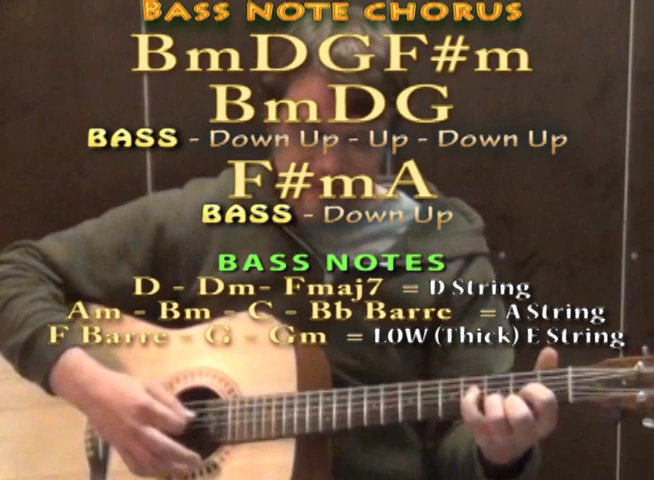 BASS NOTE CHORUS
BmDGF#m
BmDG
BASS - Down Up - Up - Down Up
F#mA
BASS - Down Up
BASS NOTES
D - Dm- Fmaj7 = D String
Am - Bm - C - Bb Barre = A String
F Barre - G - Gm = LOW (Thick) E String